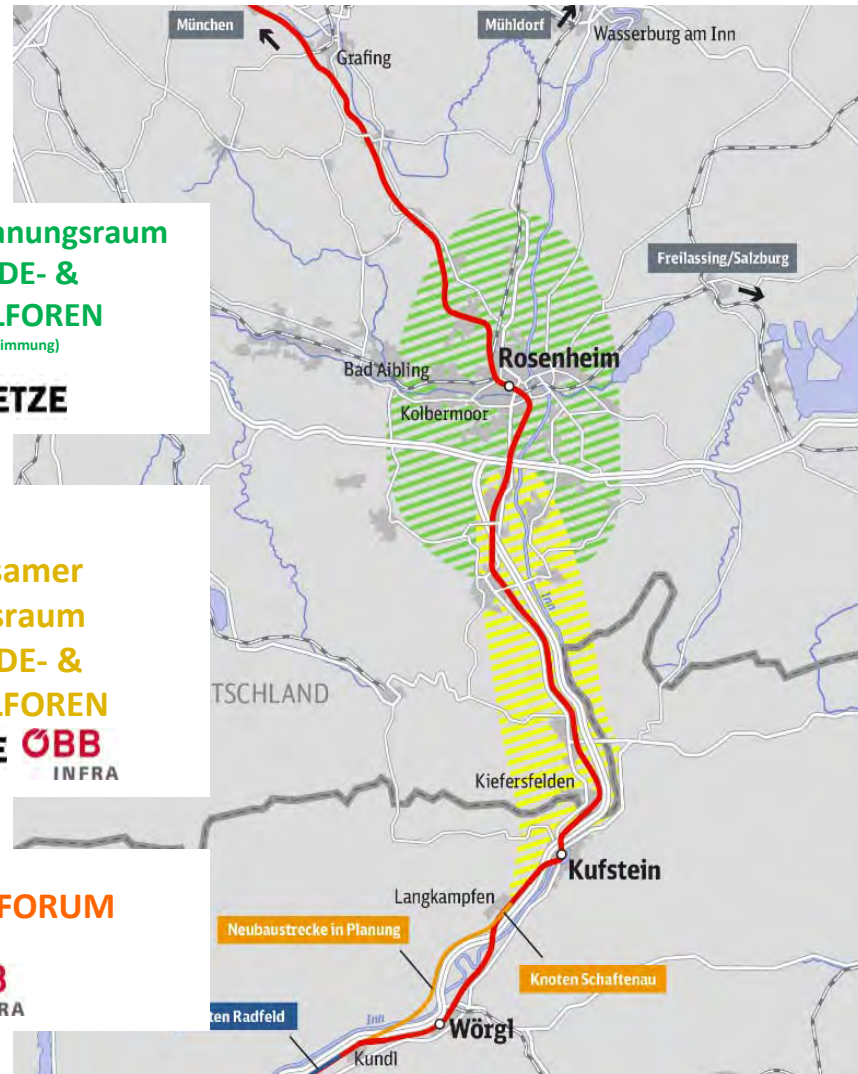 München
Mühldorf
Wasserburg am Inn
Grafing
nnungsraum
DE- &
LFOREN
immung)
ETZE
Freilassing/Salzburg
Rosenheim
Bad Aibling
Kolbermoor
samer
sraum
DE- &
LFOREN
E ÖBB
INFRA
Inn
TSCHLAND
Kiefersfelden
Kufstein
Langkampfen
FORUM
B
RA
Neubaustrecke in Planung
Knoten Schaftenau
ten Radfeld
Inn
Wörgl
Kundl